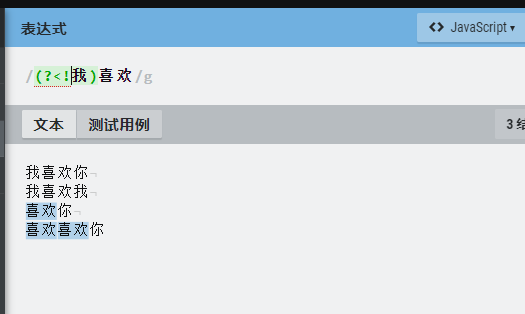 表达式
<> JavaScript ▾
/(?<!我)喜欢/g
文本 测试用例
3 结
我喜欢你¬
我喜欢我¬
喜欢你¬
喜欢喜欢你